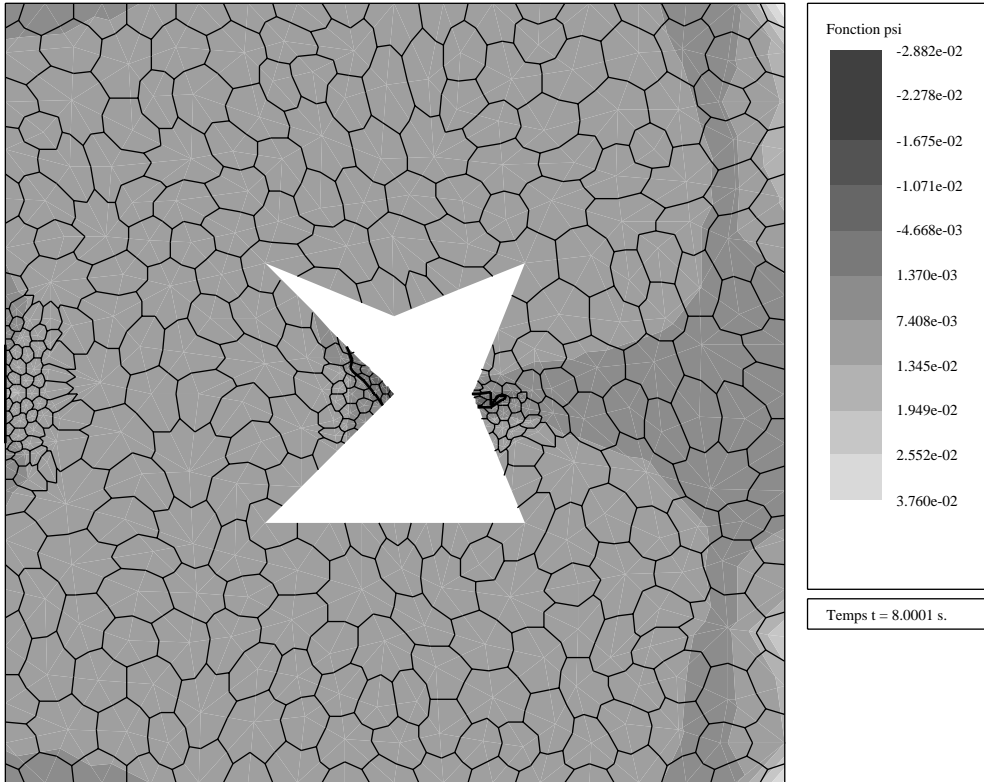 Fonction psi
-2.882e-02
-2.278e-02
-1.675e-02
-1.071e-02
-4.668e-03
1.370e-03
7.408e-03
1.345e-02
1.949e-02
2.552e-02
3.760e-02
Temps t = 8.0001 s.